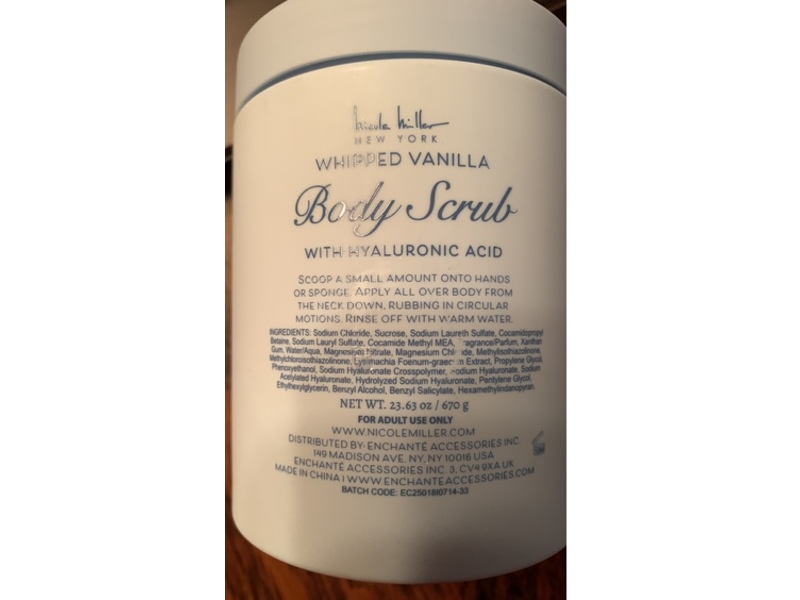 Nicole Miller
NEW YORK
WHIPPED VANILLA
Body Scrub
WITH HYALURONIC ACID
SCOOP A SMALL AMOUNT ONTO HANDS
OR SPONGE. APPLY ALL OVER BODY FROM
THE NECK DOWN, RUBBING IN CIRCULAR
MOTIONS. RINSE OFF WITH WARM WATER.
INGREDIENTS: Sodium Chloride, Sucrose, Sodium Laureth Sulfate, Cocamidopropyl
Betaine, Sodium Lauryl Sulfate, Cocamide Methyl MEA, Fragrance/Parfum, Xanthan
Gum, Water/Aqua, Magnesium Nitrate, Magnesium Chloride, Methylisothiazolinone,
Methylchloroisothiazolinone, Lysimachia Foenum-graecum Extract, Propylene Glycol,
Phenoxyethanol, Sodium Hyaluronate Crosspolymer, Sodium Hyaluronate, Sodium
Acetylated Hyaluronate, Hydrolyzed Sodium Hyaluronate, Pentylene Glycol,
Ethylhexylglycerin, Benzyl Alcohol, Benzyl Salicylate, Hexamethylindanopyran.
NET WT. 23.63 oz / 670 g
FOR ADULT USE ONLY
WWW.NICOLEMILLER.COM
DISTRIBUTED BY: ENCHANTÉ ACCESSORIES INC.
149 MADISON AVE. NY, NY 10016 USA
ENCHANTÉ ACCESSORIES INC. 3, CV4 9XA UK
MADE IN CHINA | WWW.ENCHANTEACCESSORIES.COM
BATCH CODE: EC25018I0714-33